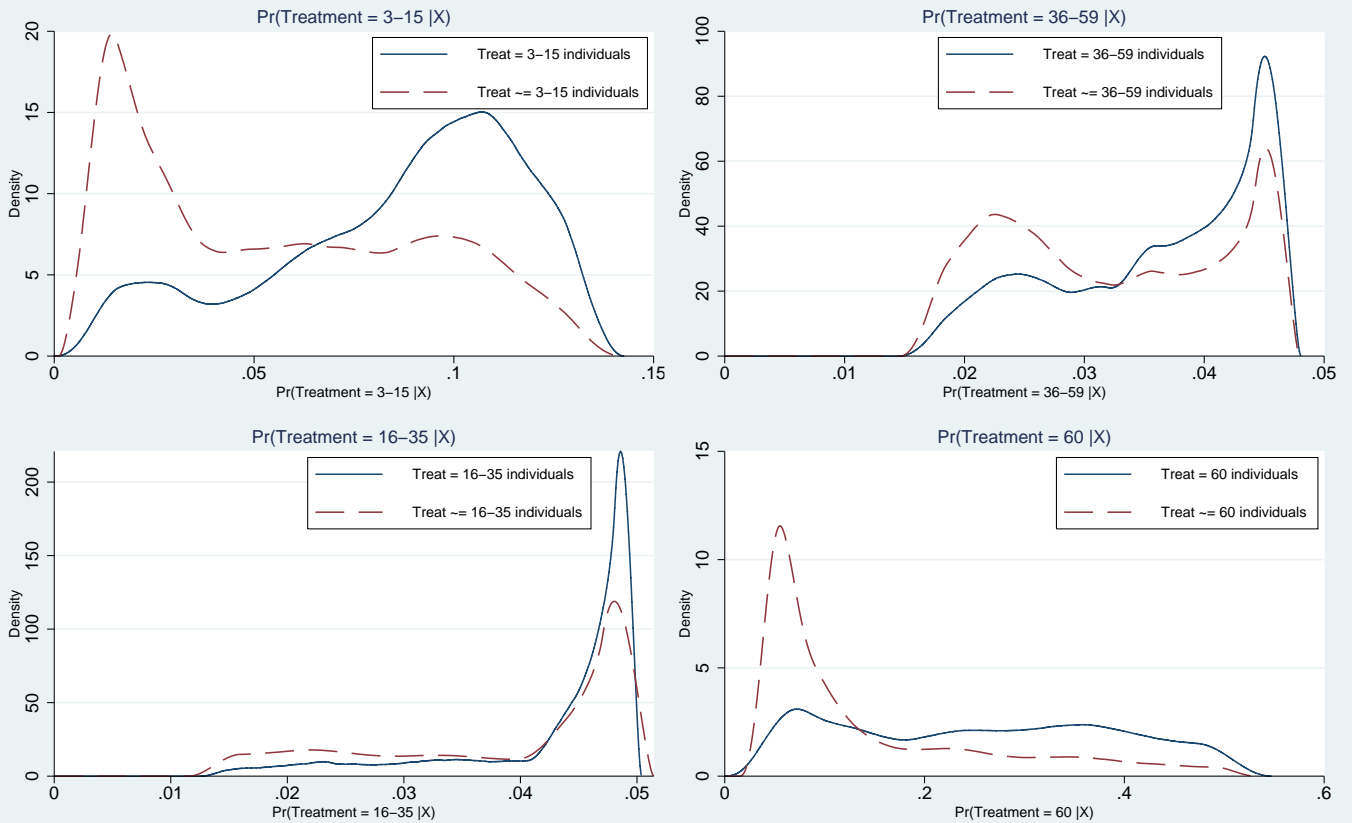 Pr(Treatment = 3–15 |X)
Treat = 3–15 individuals
Treat ~= 3–15 individuals
Density
0
5
10
15
20
0
.05
.1
.15
Pr(Treatment = 3–15 |X)
Pr(Treatment = 36–59 |X)
Treat = 36–59 individuals
Treat ~= 36–59 individuals
Density
0
20
40
60
80
100
0
.01
.02
.03
.04
.05
Pr(Treatment = 36–59 |X)
Pr(Treatment = 16–35 |X)
Treat = 16–35 individuals
Treat ~= 16–35 individuals
Density
0
50
100
150
200
0
.01
.02
.03
.04
.05
Pr(Treatment = 16–35 |X)
Pr(Treatment = 60 |X)
Treat = 60 individuals
Treat ~= 60 individuals
Density
0
5
10
15
0
.2
.4
.6
Pr(Treatment = 60 |X)